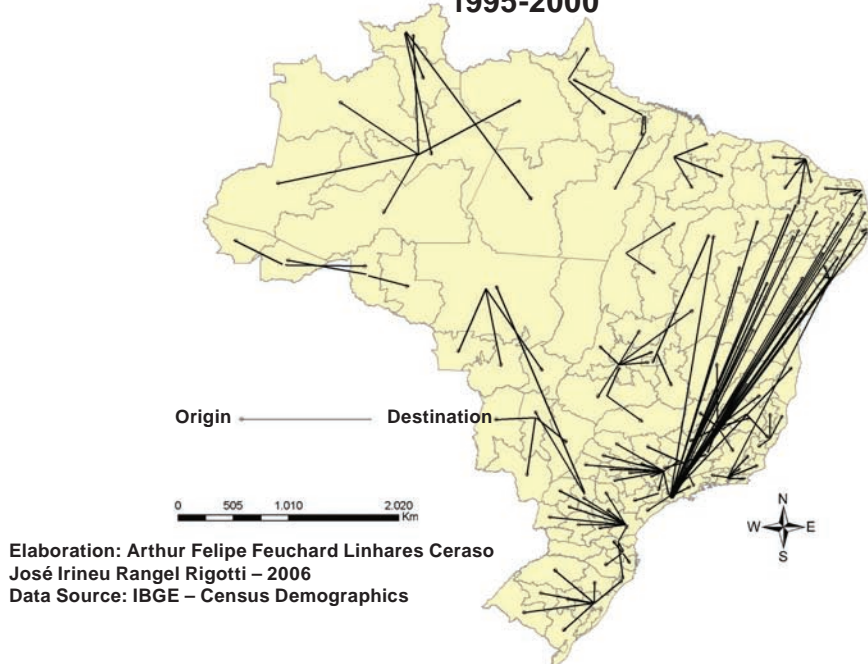 1995-2000
Origin Destination
0 505 1.010 2.020
Km
N
W E
S
Elaboration: Arthur Felipe Feuchard Linhares Ceraso
José Irineu Rangel Rigotti – 2006
Data Source: IBGE – Census Demographics